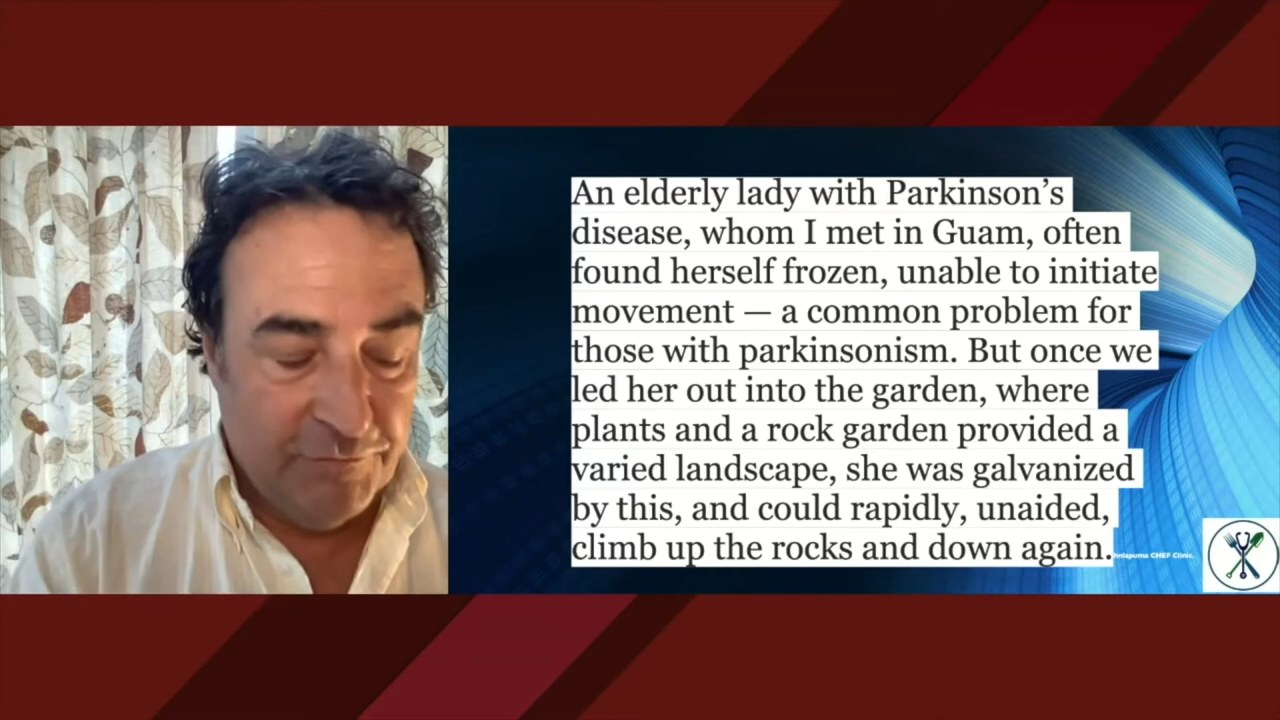 An elderly lady with Parkinson’s
disease, whom I met in Guam, often
found herself frozen, unable to initiate
movement — a common problem for
those with parkinsonism. But once we
led her out into the garden, where
plants and a rock garden provided a
varied landscape, she was galvanized
by this, and could rapidly, unaided,
climb up the rocks and down again.
CHEF Clinic.